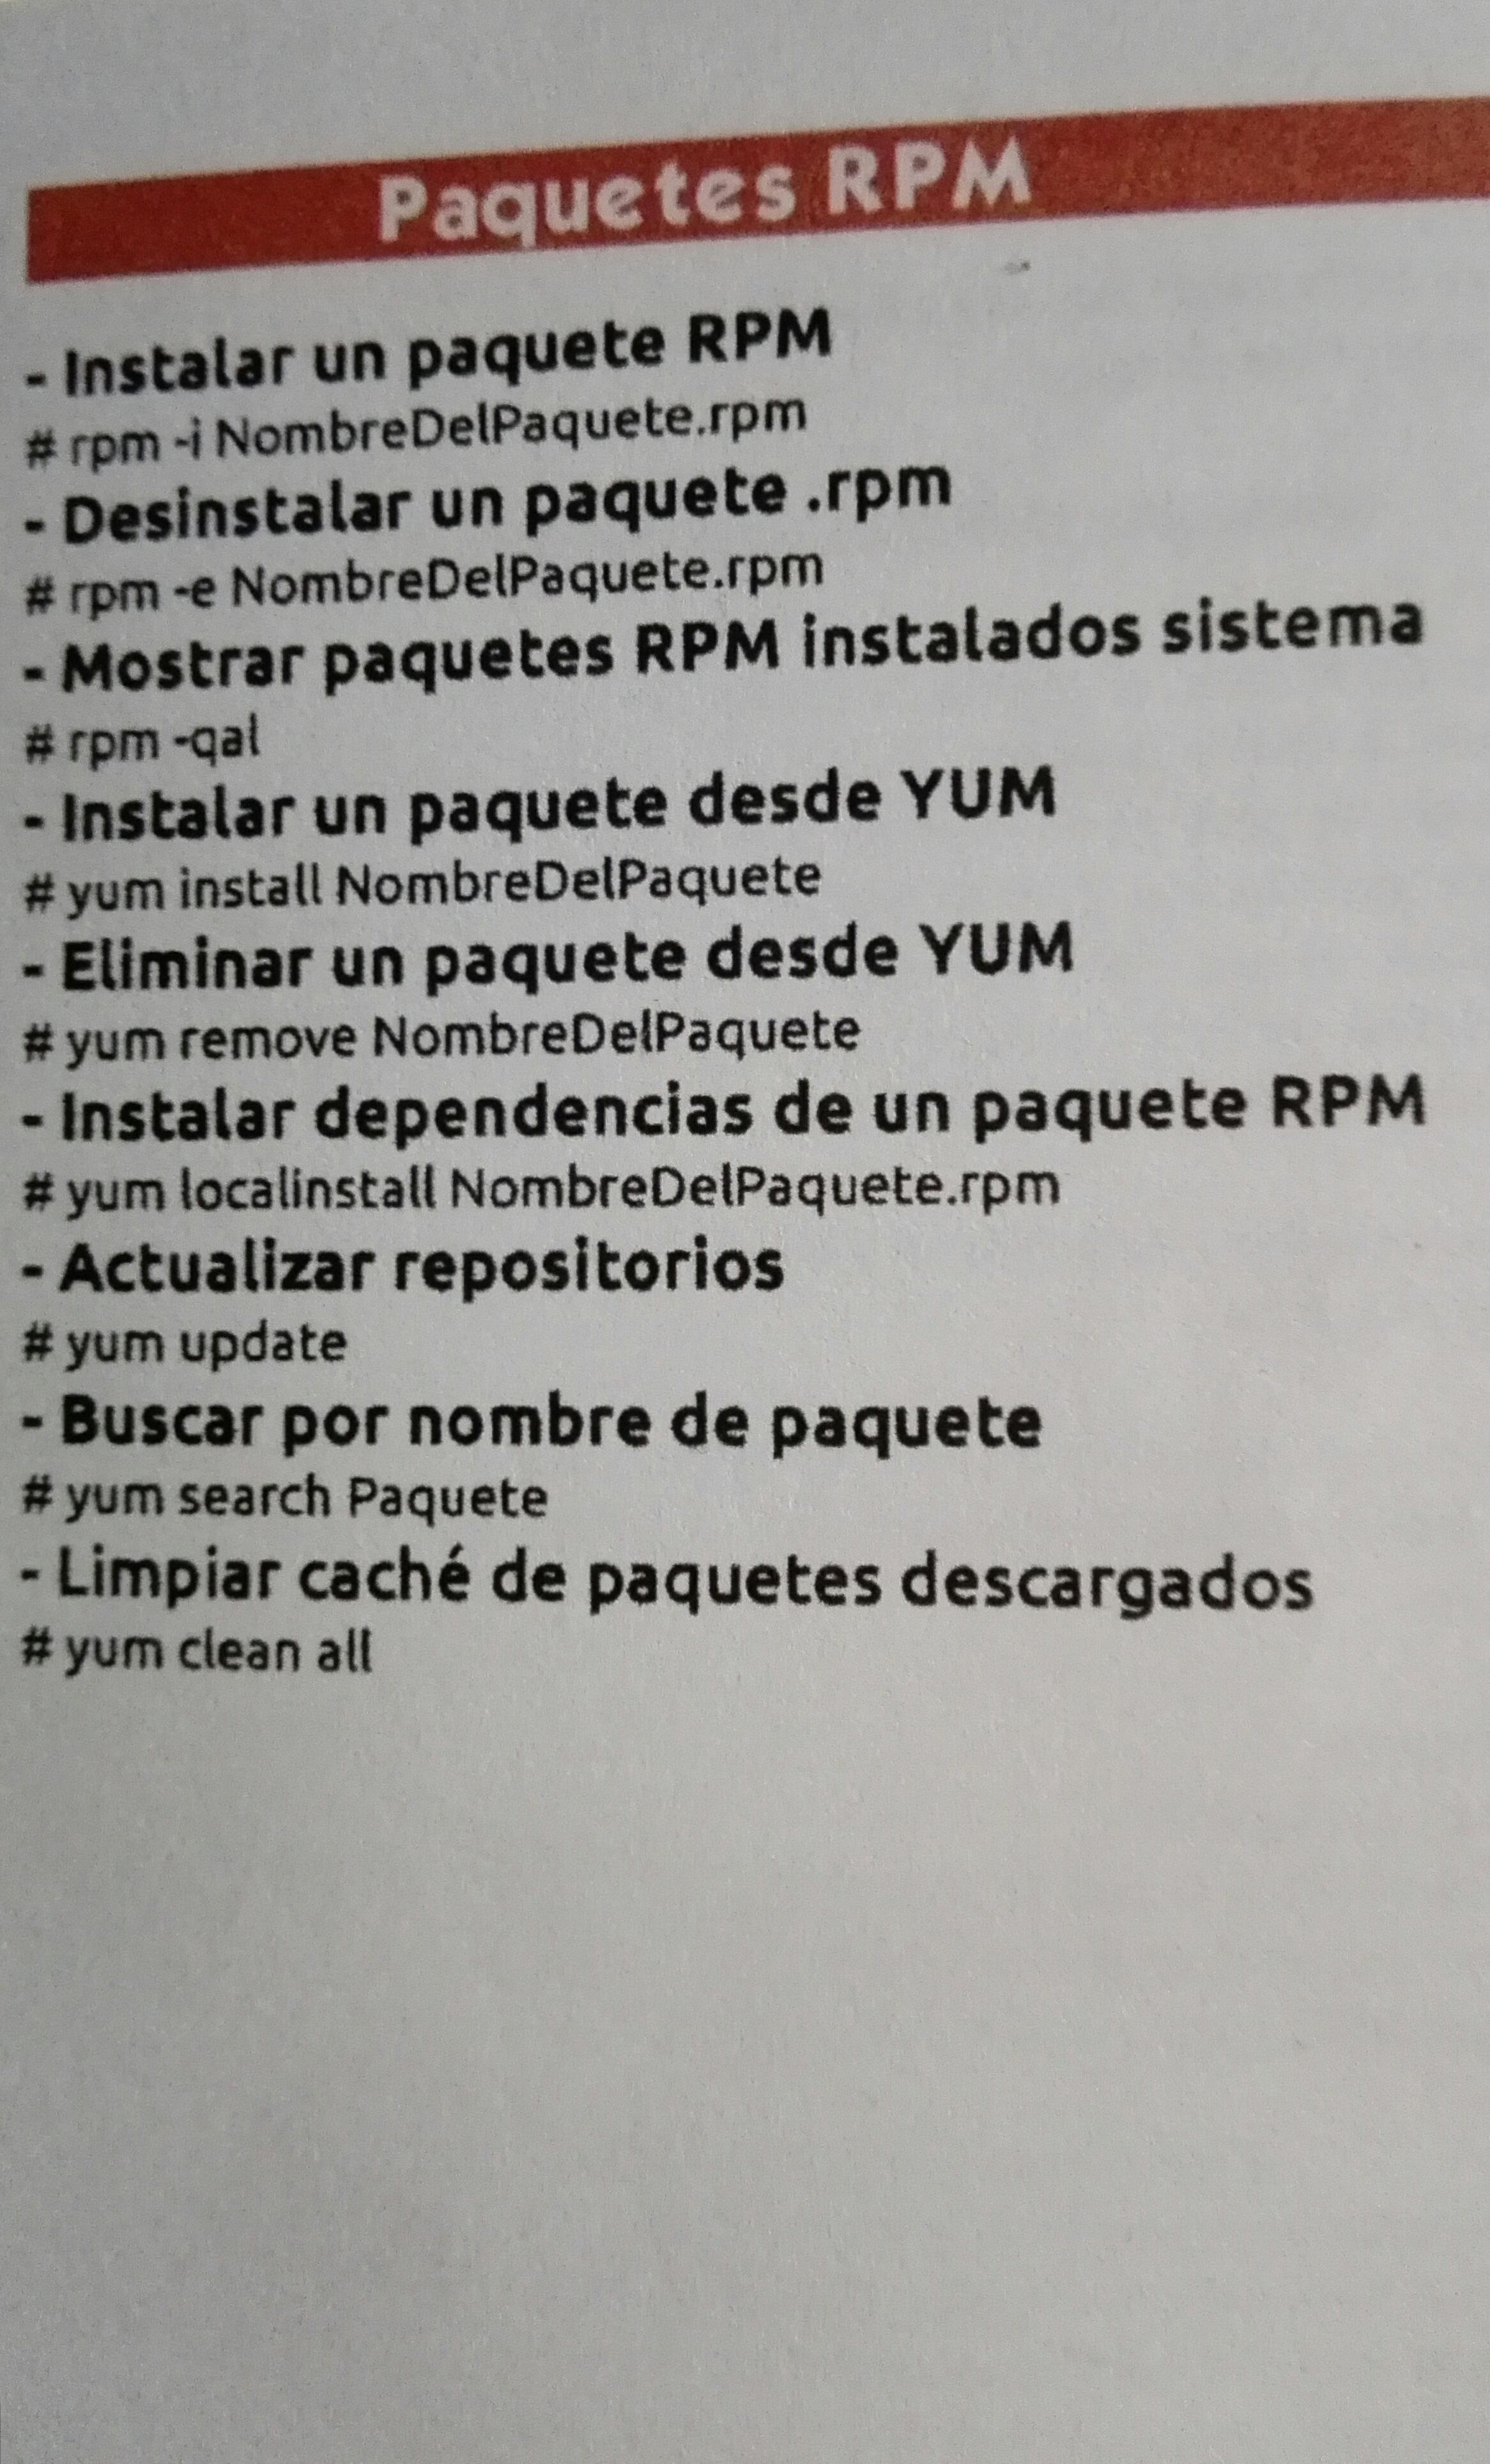 Paquetes RPM
- Instalar un paquete RPM
# rpm -i NombreDelPaquete.rpm
- Desinstalar un paquete .rpm
# rpm -e NombreDelPaquete.rpm
- Mostrar paquetes RPM instalados sistema
# rpm -qal
- Instalar un paquete desde YUM
# yum install NombreDelPaquete
- Eliminar un paquete desde YUM
# yum remove NombreDelPaquete
- Instalar dependencias de un paquete RPM
# yum localinstall NombreDelPaquete.rpm
- Actualizar repositorios
# yum update
- Buscar por nombre de paquete
# yum search Paquete
- Limpiar caché de paquetes descargados
# yum clean all